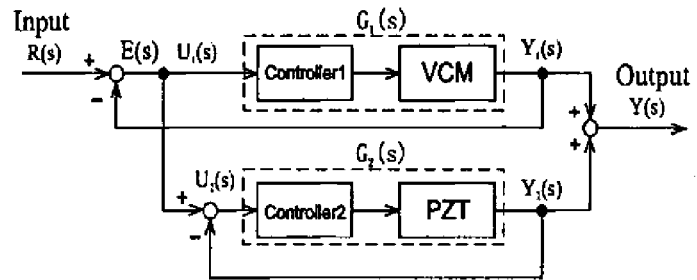 Input
R(s)
+
−
E(s)
U₁(s)
G₁(s)
Controller1
VCM
Y₁(s)
Output
Y(s)
+
+
G₂(s)
U₂(s)
+
−
Controller2
PZT
Y₂(s)